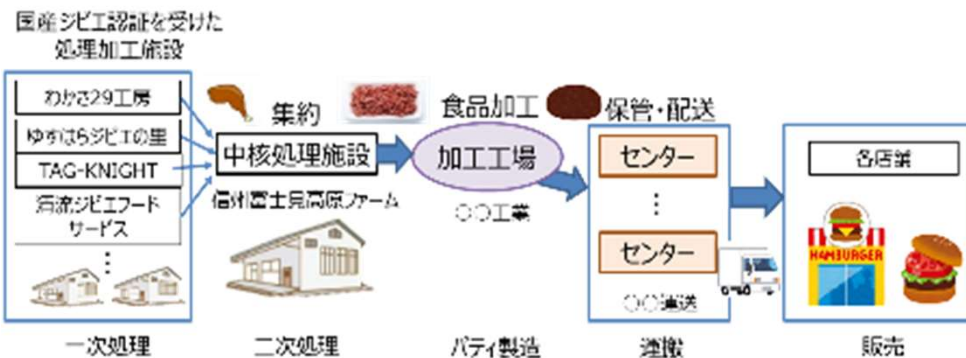 国産ジビエ認証を受けた
処理加工施設
わかさ29工房
ゆすはらジビエの里
TAG-KNIGHT
清流ジビエフード
サービス
⋮
集約
中核処理施設
信州富士見高原ファーム
食品加工
加工工場
○○工業
保管・配送
センター
⋮
センター
○○運送
各店舗
HAMBURGER
一次処理
二次処理
パティ製造
運搬
販売